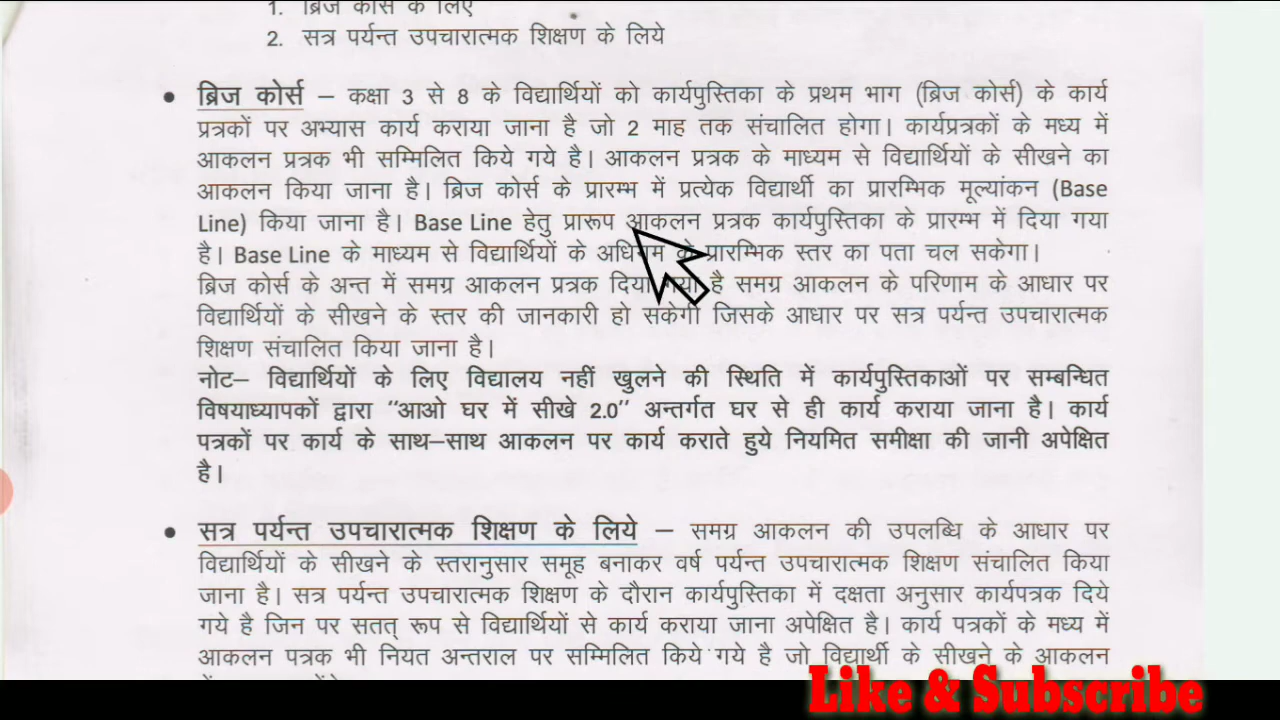 1. ब्रिज कोर्स के लिए
2. सत्र पर्यन्त उपचारात्मक शिक्षण के लिये
• ब्रिज कोर्स – कक्षा 3 से 8 के विद्यार्थियों को कार्यपुस्तिका के प्रथम भाग (ब्रिज कोर्स) के कार्य
प्रत्रकों पर अभ्यास कार्य कराया जाना है जो 2 माह तक संचालित होगा। कार्यप्रत्रकों के मध्य में
आकलन प्रत्रक भी सम्मिलित किये गये है। आकलन प्रत्रक के माध्यम से विद्यार्थियों के सीखने का
आकलन किया जाना है। ब्रिज कोर्स के प्रारम्भ में प्रत्येक विद्यार्थी का प्रारम्भिक मूल्यांकन (Base
Line) किया जाना है। Base Line हेतु प्रारूप आकलन प्रत्रक कार्यपुस्तिका के प्रारम्भ में दिया गया
है। Base Line के माध्यम से विद्यार्थियों के अधिगम के प्रारम्भिक स्तर का पता चल सकेगा।
ब्रिज कोर्स के अन्त में समग्र आकलन प्रत्रक दिया गया है समग्र आकलन के परिणाम के आधार पर
विद्यार्थियों के सीखने के स्तर की जानकारी हो सकेगी जिसके आधार पर सत्र पर्यन्त उपचारात्मक
शिक्षण संचालित किया जाना है।
नोट– विद्यार्थियों के लिए विद्यालय नहीं खुलने की स्थिति में कार्यपुस्तिकाओं पर सम्बन्धित
विषयाध्यापकों द्वारा "आओ घर में सीखे 2.0" अन्तर्गत घर से ही कार्य कराया जाना है। कार्य
पत्रकों पर कार्य के साथ–साथ आकलन पर कार्य कराते हुये नियमित समीक्षा की जानी अपेक्षित
है।
• सत्र पर्यन्त उपचारात्मक शिक्षण के लिये – समग्र आकलन की उपलब्धि के आधार पर
विद्यार्थियों के सीखने के स्तरानुसार समूह बनाकर वर्ष पर्यन्त उपचारात्मक शिक्षण संचालित किया
जाना है। सत्र पर्यन्त उपचारात्मक शिक्षण के दौरान कार्यपुस्तिका में दक्षता अनुसार कार्यपत्रक दिये
गये है जिन पर सतत् रूप से विद्यार्थियों से कार्य कराया जाना अपेक्षित है। कार्य पत्रकों के मध्य में
आकलन पत्रक भी नियत अन्तराल पर सम्मिलित किये गये है जो विद्यार्थी के सीखने के आकलन
Like & Subscribe